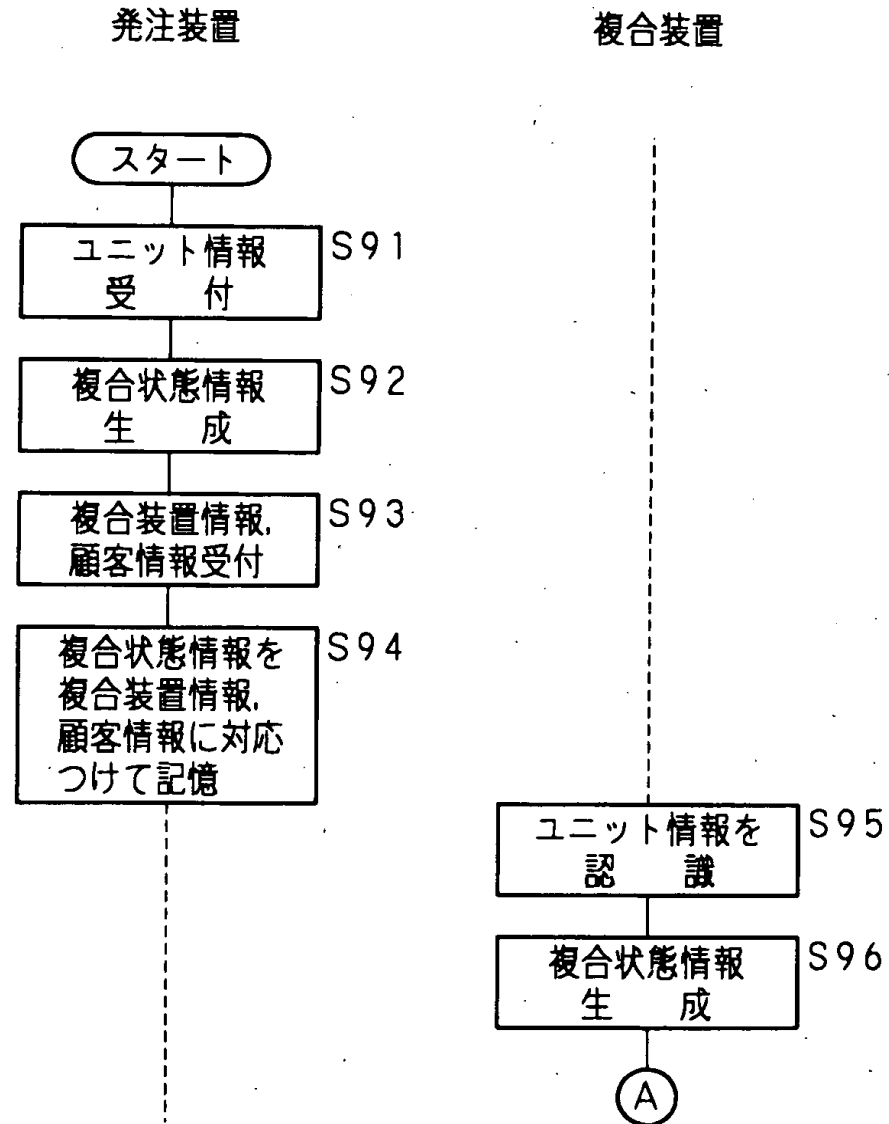 発注装置
複合装置
スタート
ユニット情報
受 付
S91
複合状態情報
生 成
S92
複合装置情報,
顧客情報受付
S93
複合状態情報を
複合装置情報,
顧客情報に対応
つけて記憶
S94
ユニット情報を
認 識
S95
複合状態情報
生 成
S96
A